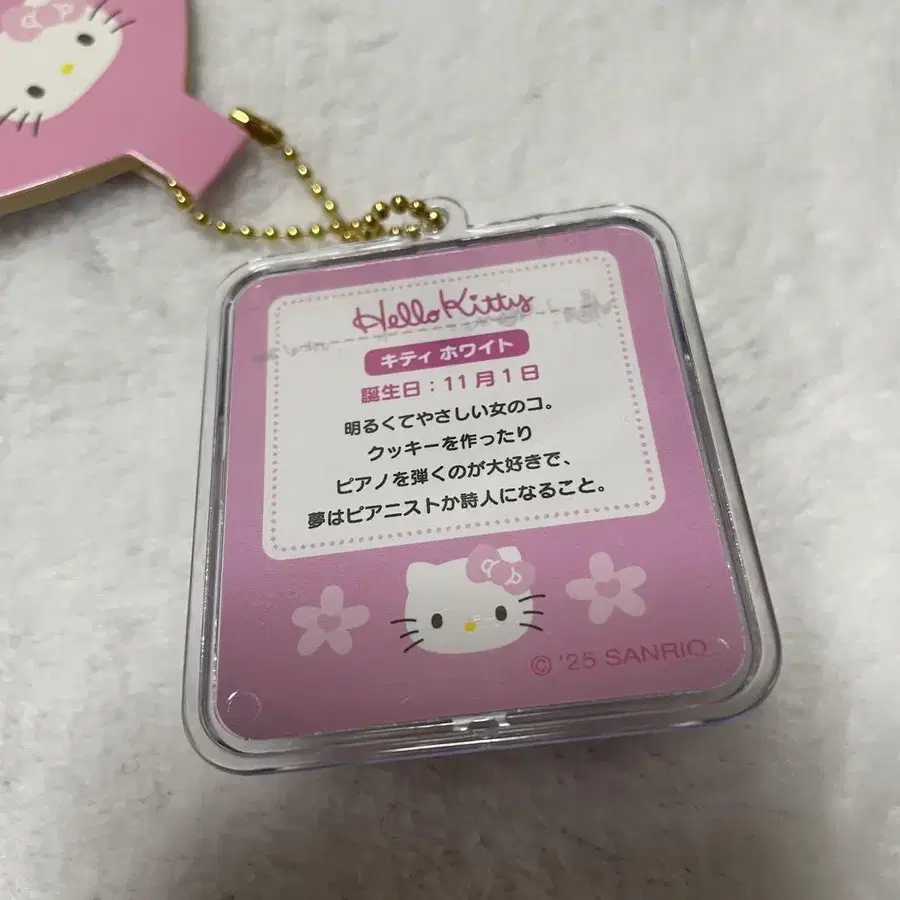 Hello Kitty
キティ ホワイト
誕生日：11月1日
明るくてやさしい女のコ。
クッキーを作ったり
ピアノを弾くのが大好きで、
夢はピアニストか詩人になること。
© '25 SANRIO